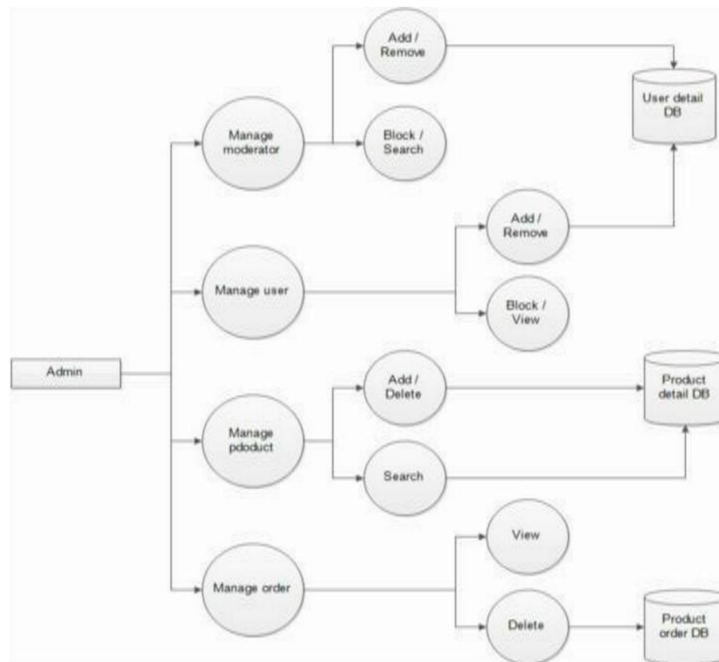 Add /
Remove
User detail
DB
Manage
moderator
Block /
Search
Add /
Remove
Manage user
Block /
View
Admin
Add /
Delete
Product
detail DB
Manage
pdoduct
Search
View
Manage order
Delete
Product
order DB